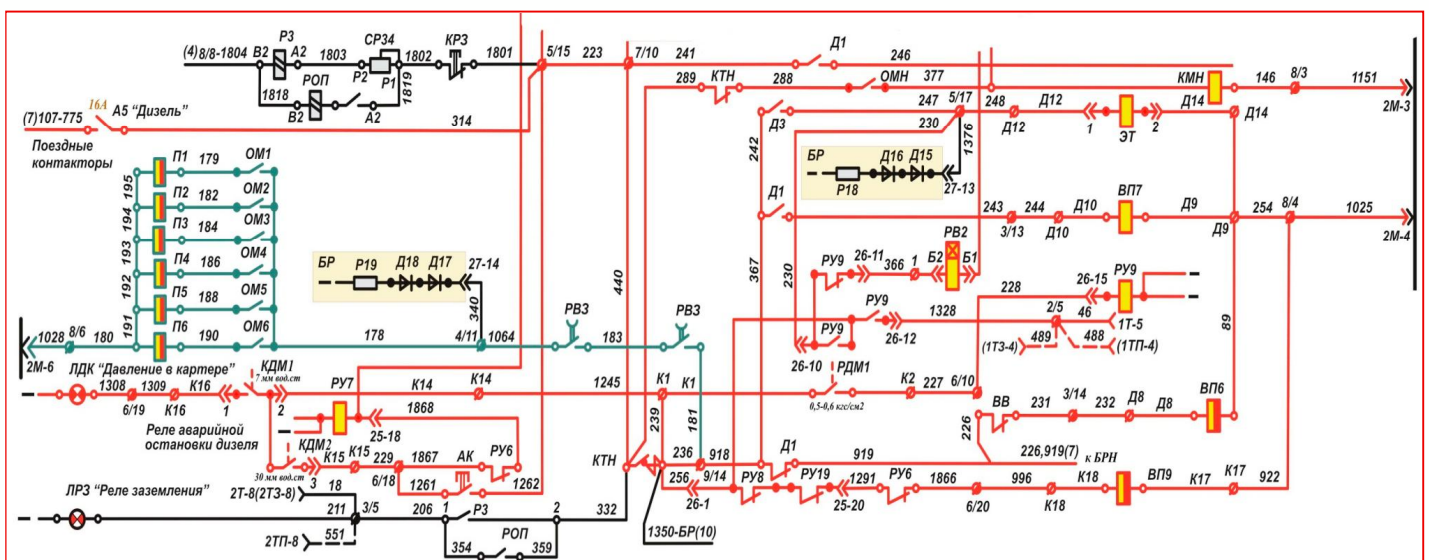 (4) 8/8-1804 В2 РЗ А2 1803 СР34 1802 КРЗ 1801 5/15 223 7/10 241 Д1 246
1818 РОП Р2 Р1 1819
В2 А2
289 КТН 288 ОМН 377 КМН 146 8/3 1151
2М-3
16А А5 "Дизель"
(7)107-775 314
Д3 247 5/17 248 Д12 Д12 1 ЭТ 2 Д14 Д14
230 1376
242
Поездные
контакторы
П1 179 ОМ1
195
П2 182 ОМ2
194
П3 184 ОМ3
193
П4 186 ОМ4
192
П5 188 ОМ5
191
П6 190 ОМ6
БР Р18 Д16 Д15 27-13
Д1 243 3/13 244 Д10 Д10 ВП7 Д9 Д9 254 8/4 1025
2М-4
БР Р19 Д18 Д17 27-14
340
440
367
230
РУ9 26-11 366 1 Б2 РВ2 Б1
228 26-15 РУ9
89
1028 8/6 180 178 4/11 1064 РВ3 183 РВ3
2М-6
РУ9 26-10 РУ9 26-12 1328 2/5 46 1Т-5
489 488
(1ТЗ-4) (1ТП-4)
ЛДК "Давление в картере"
1308 6/19 1309 К16 К16 1 КДМ1 7 мм вод.ст 2 К14 К14 1245 К1 К1 РДМ1 0,5-0,6 кгс/см2 К2 227 6/10
РУ7 1868 25-18
239 181
Реле аварийной
остановки дизеля
226 ВВ 231 3/14 232 Д8 Д8 ВП6
КДМ2 30 мм вод.ст 3 К15 К15 229 6/18 1867 АК РУ6
1261 1262
КТН 236 918 Д1 919 226,919(7) к БРН
256 26-1 9/14 РУ8 РУ19 25-20 1291 РУ6 1866 6/20 996 К18 К18 ВП9 К17 К17 922
ЛРЗ "Реле заземления"
2Т-8(2ТЗ-8) 18
211 3/5 206 1 РЗ 2 332
2ТП-8 551
354 РОП 359
1350-БР(10)